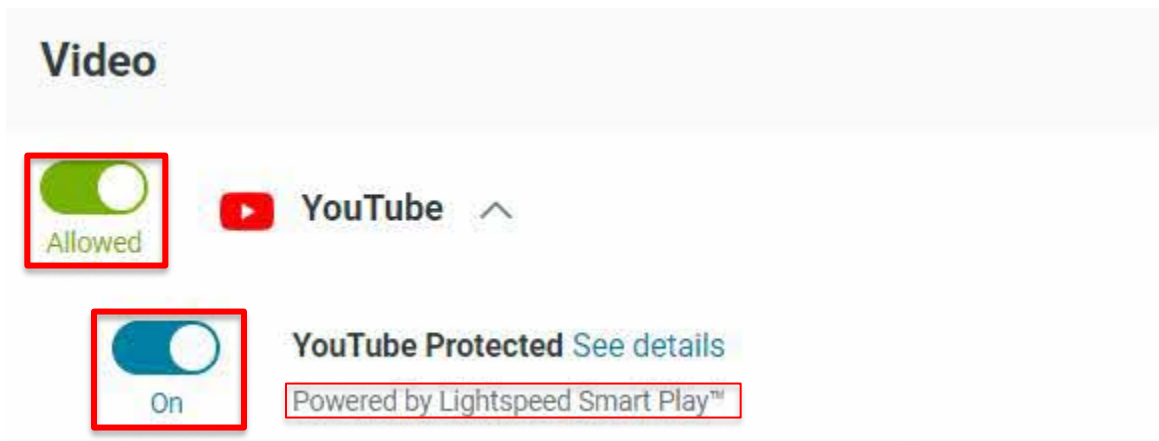 Video
YouTube
Allowed
YouTube Protected See details
On
Powered by Lightspeed Smart Play™